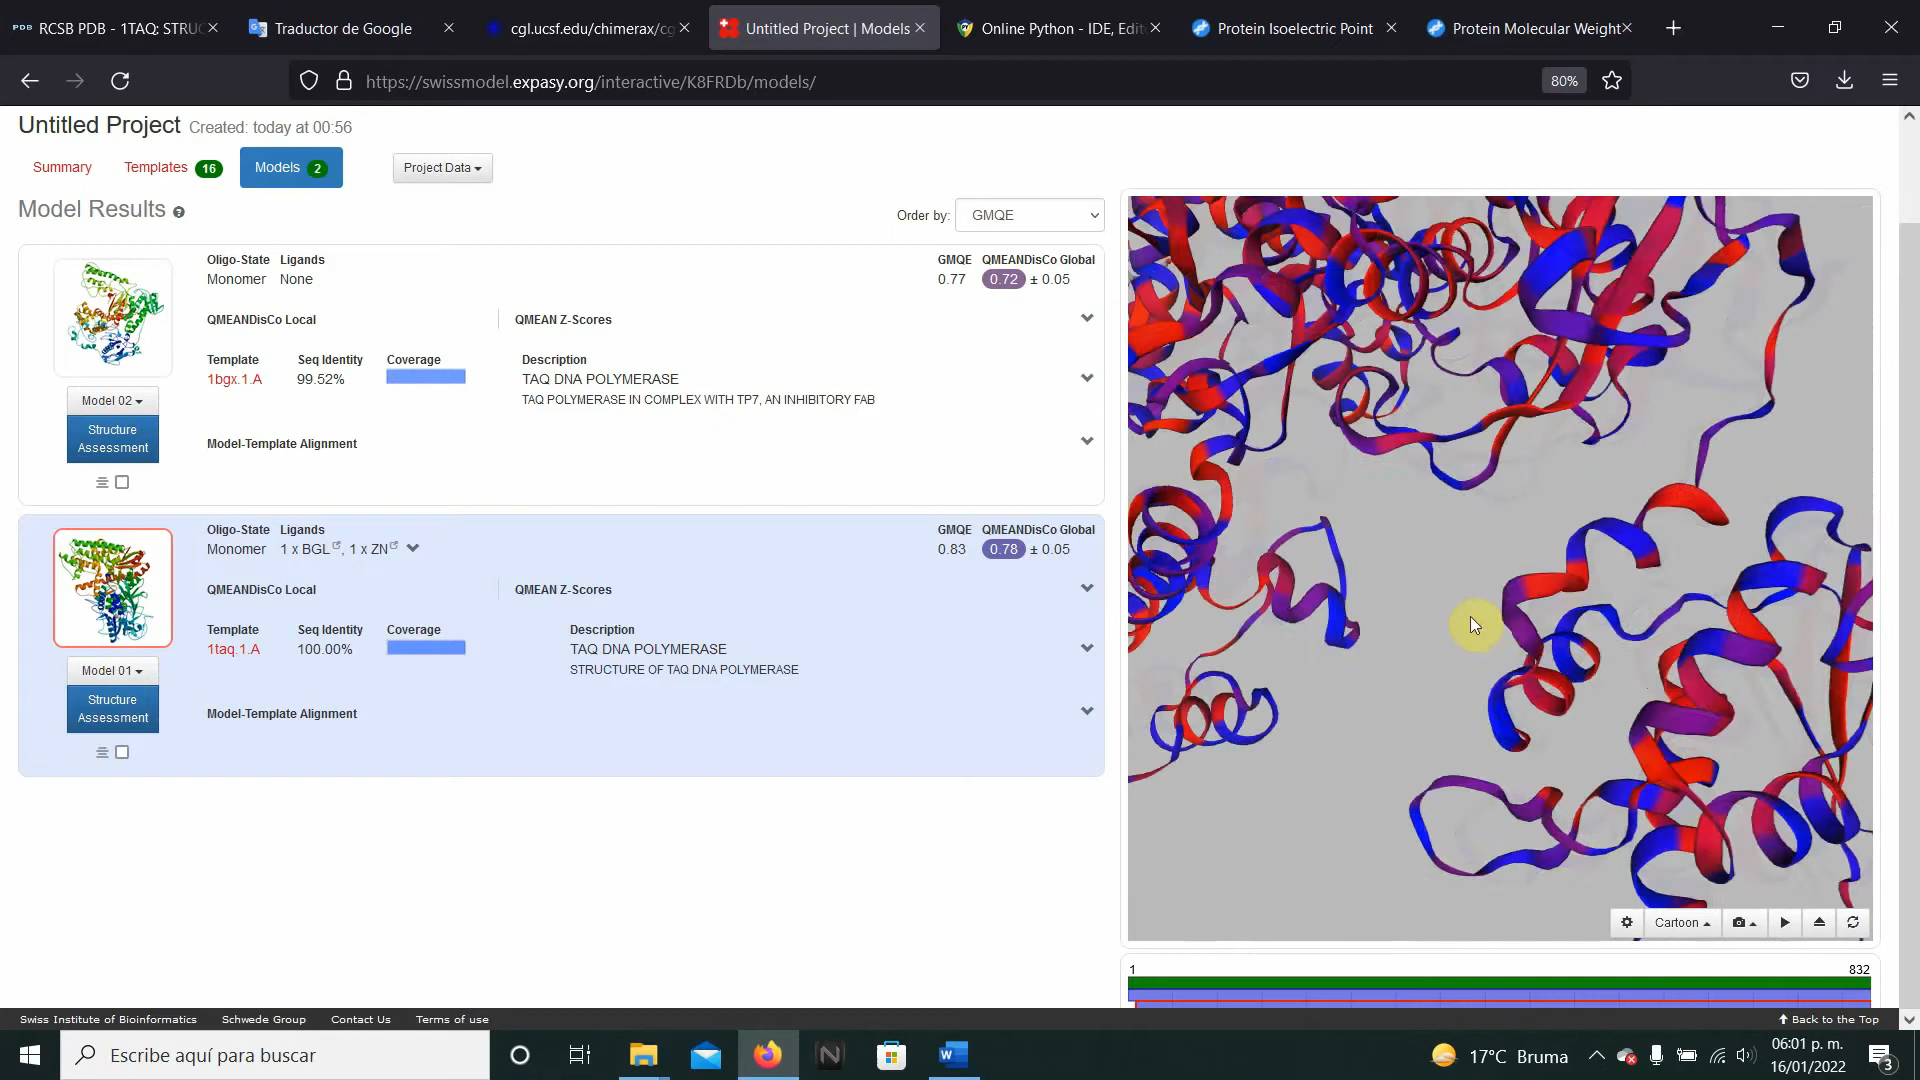 PDB RCSB PDB - 1TAQ: STRUC
Traductor de Google
cgl.ucsf.edu/chimerax/cg
Untitled Project | Models
Online Python - IDE, Edit
Protein Isoelectric Point
Protein Molecular Weight
https://swissmodel.expasy.org/interactive/K8FRDb/models/
80%
Untitled Project Created: today at 00:56
Summary
Templates 16
Models 2
Project Data
Model Results
Order by: GMQE
Oligo-State Ligands
Monomer None
GMQE QMEANDisCo Global
0.77 0.72 ± 0.05
QMEANDisCo Local
QMEAN Z-Scores
Template Seq Identity Coverage
1bgx.1.A 99.52%
Description
TAQ DNA POLYMERASE
TAQ POLYMERASE IN COMPLEX WITH TP7, AN INHIBITORY FAB
Model 02
Structure
Assessment
Model-Template Alignment
Oligo-State Ligands
Monomer 1 x BGL, 1 x ZN
GMQE QMEANDisCo Global
0.83 0.78 ± 0.05
QMEANDisCo Local
QMEAN Z-Scores
Template Seq Identity Coverage
1taq.1.A 100.00%
Description
TAQ DNA POLYMERASE
STRUCTURE OF TAQ DNA POLYMERASE
Model 01
Structure
Assessment
Model-Template Alignment
Cartoon
1 832
Swiss Institute of Bioinformatics
Schwede Group
Contact Us
Terms of use
Back to the Top
Escribe aquí para buscar
N
W
17°C Bruma
06:01 p. m.
16/01/2022
3